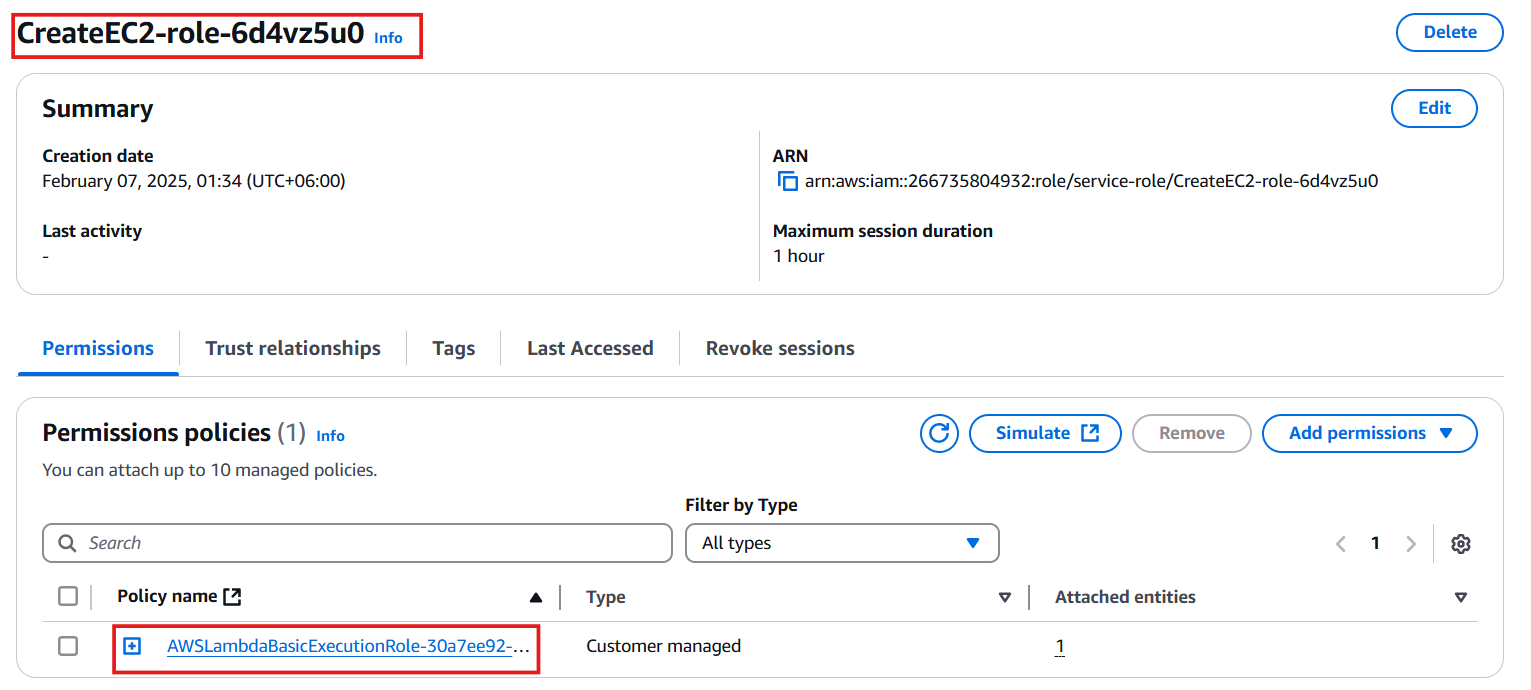 CreateEC2-role-6d4vz5u0 Info
Delete
Summary
Edit
Creation date
February 07, 2025, 01:34 (UTC+06:00)
ARN
arn:aws:iam::266735804932:role/service-role/CreateEC2-role-6d4vz5u0
Last activity
-
Maximum session duration
1 hour
Permissions
Trust relationships
Tags
Last Accessed
Revoke sessions
Permissions policies (1) Info
You can attach up to 10 managed policies.
Simulate
Remove
Add permissions
Filter by Type
Search
All types
1
Policy name
Type
Attached entities
AWSLambdaBasicExecutionRole-30a7ee92-...
Customer managed
1